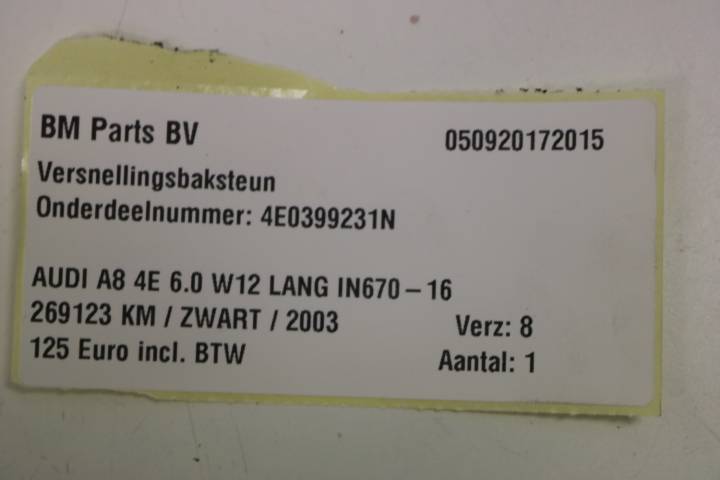 BM Parts BV 050920172015
Versnellingsbaksteun
Onderdeelnummer: 4E0399231N
AUDI A8 4E 6.0 W12 LANG IN670 – 16
269123 KM / ZWART / 2003 Verz: 8
125 Euro incl. BTW Aantal: 1